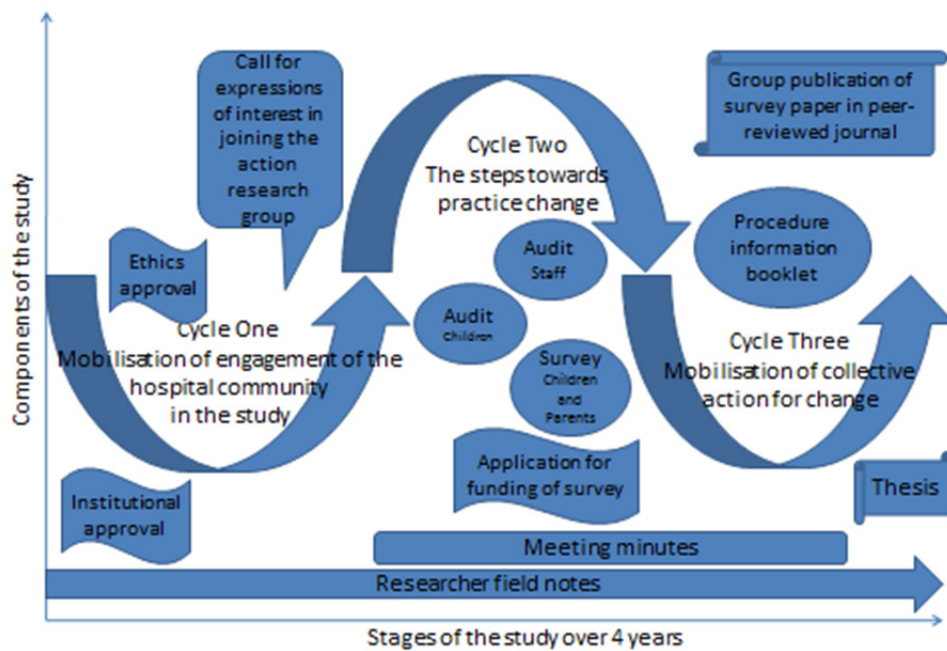 Components of the study
Call for
expressions
of interest in
joining the
action
research
group
Group publication of
survey paper in peer-
reviewed journal
Cycle Two
The steps towards
practice change
Ethics
approval
Audit
Staff
Procedure
information
booklet
Cycle One
Mobilisation of engagement of the
hospital community
in the study
Audit
Children
Survey
Children
and
Parents
Cycle Three
Mobilisation of collective
action for change
Institutional
approval
Application for
funding of survey
Thesis
Meeting minutes
Researcher field notes
Stages of the study over 4 years